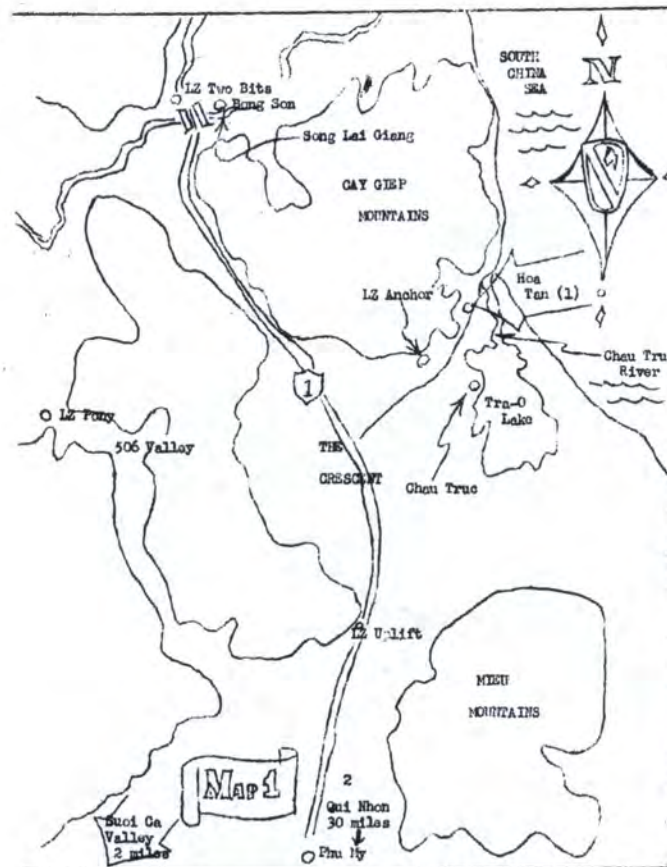 SOUTH
CHINA
SEA
N
LZ Two Bits
Bong Son
Song Lai Giang
CAY GIEP
MOUNTAINS
Hoa
Tan (1)
LZ Anchor
Chau Truc
River
1
Tra-O
Lake
LZ Pony
506 Valley
THE
CRESCENT
Chau Truc
LZ Uplift
MIEU
MOUNTAINS
MAP 1
2
Qui Nhon
30 miles
Suoi Ca
Valley
2 miles
Phu My